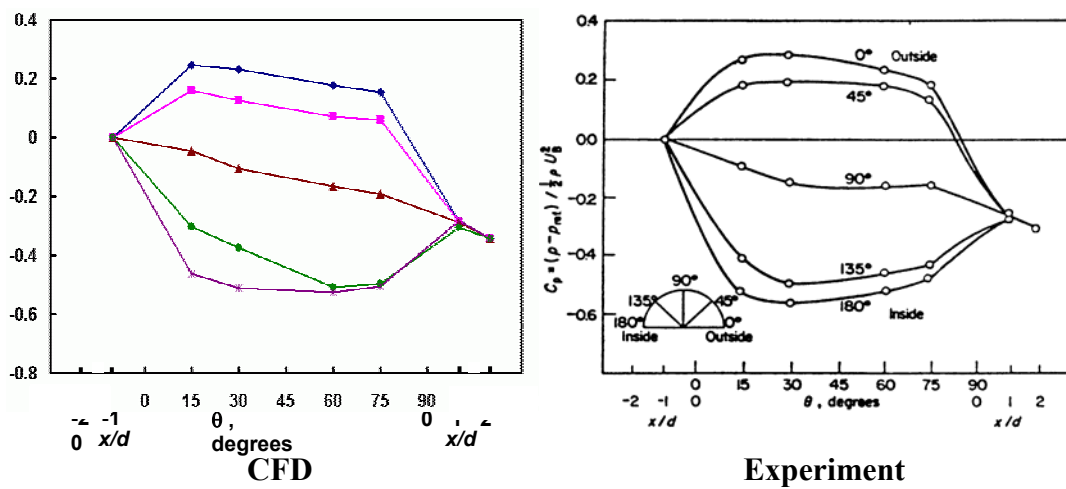 0.4
0.2
0
-0.2
-0.4
-0.6
-0.8
0 15 30 45 60 75 90
-2 -1 θ , 0 1 2
0 x/d degrees x/d
CFD
0.4
0.2
0.0
-0.2
-0.4
-0.6
C_p = (p-p_ref) / ½ ρ U_B²
0° Outside
45°
90°
135°
180° Inside
90°
135° 45°
180° 0°
Inside Outside
0 15 30 45 60 75 90
-2 -1 0 θ , degrees 0 1 2
x/d x/d
Experiment